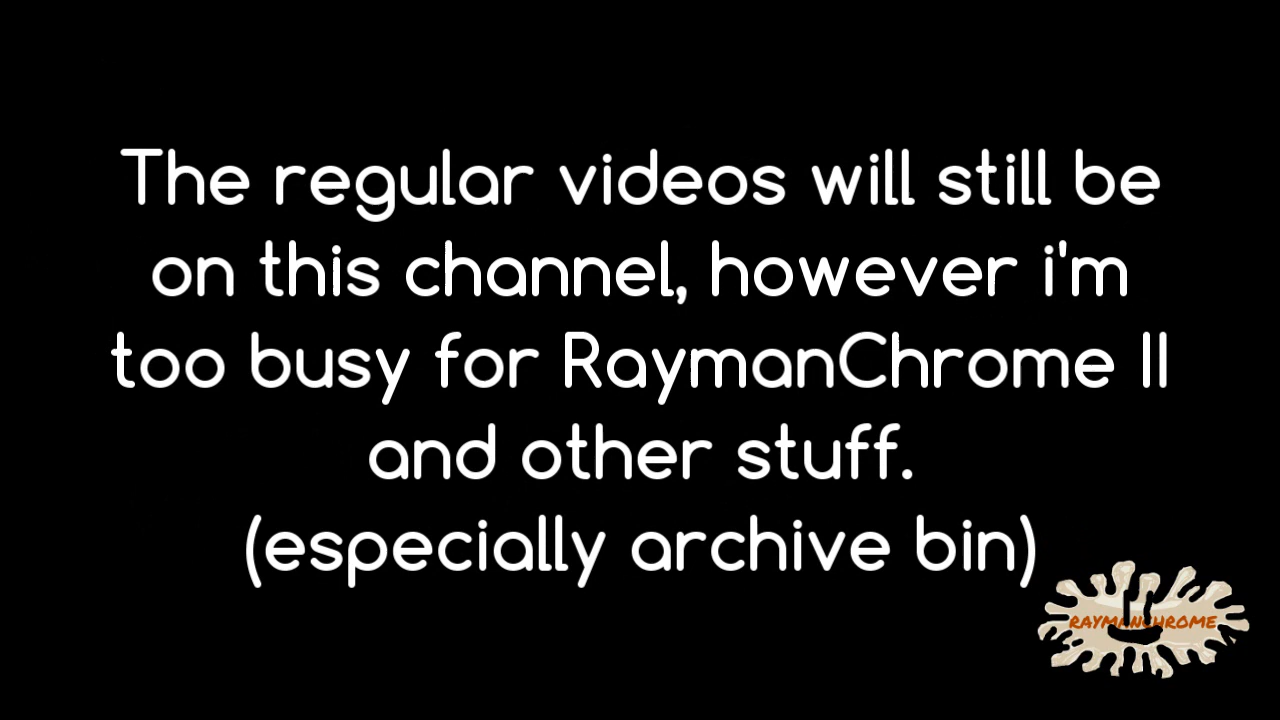 The regular videos will still be
on this channel, however i'm
too busy for RaymanChrome II
and other stuff.
(especially archive bin)
RAYMANCHROME